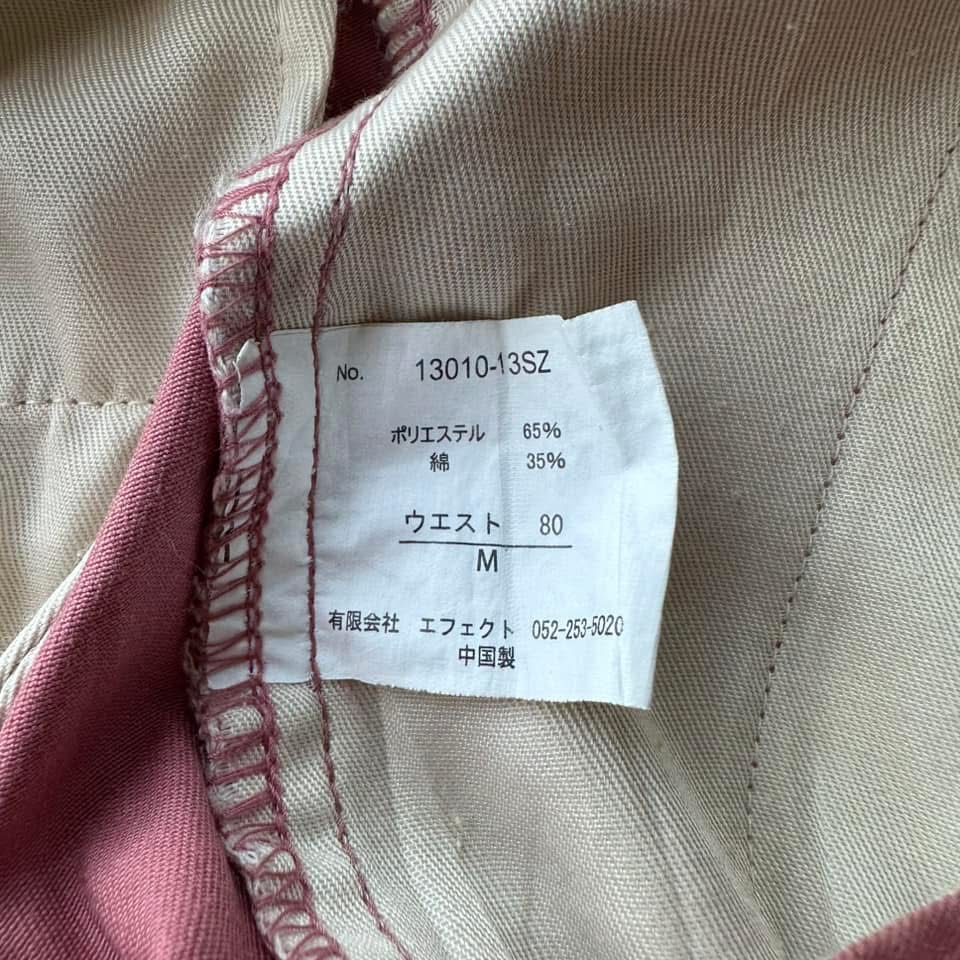 No. 13010-13SZ
ポリエステル 65%
綿 35%
ウエスト 80
M
有限会社 エフェクト 052-253-5020
中国製